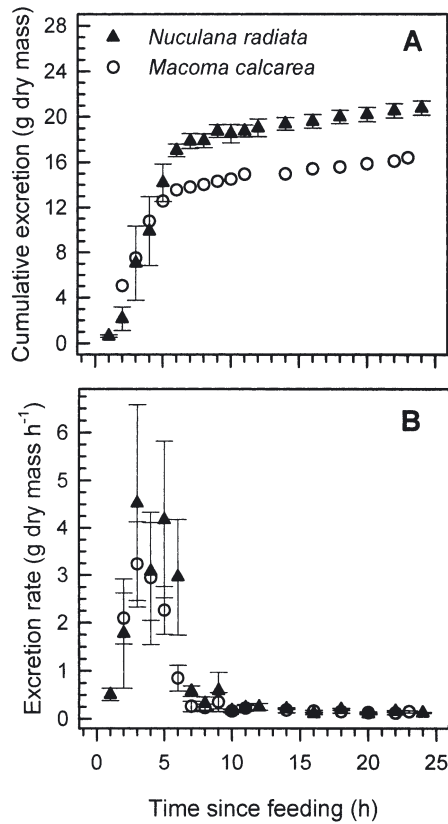 28
24
20
16
12
8
4
0
Cumulative excretion (g dry mass)
Nuculana radiata
Macoma calcarea
A
6
5
4
3
2
1
0
Excretion rate (g dry mass h⁻¹)
B
0 5 10 15 20 25
Time since feeding (h)